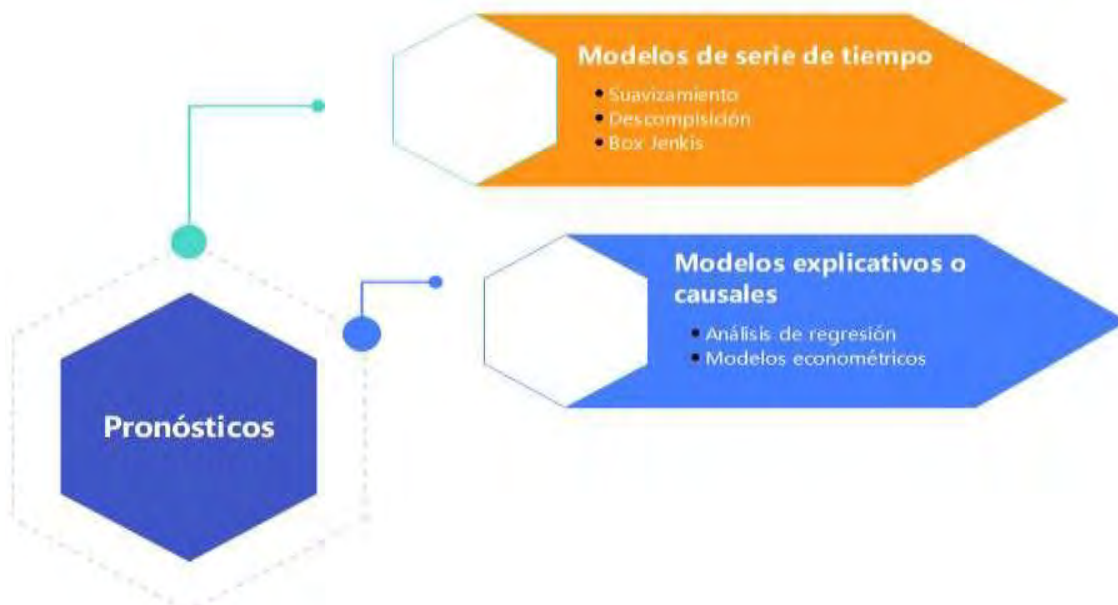 Modelos de serie de tiempo
• Suavizamiento
• Descompisición
• Box Jenkis
Modelos explicativos o
causales
• Análisis de regresión
• Modelos econométricos
Pronósticos